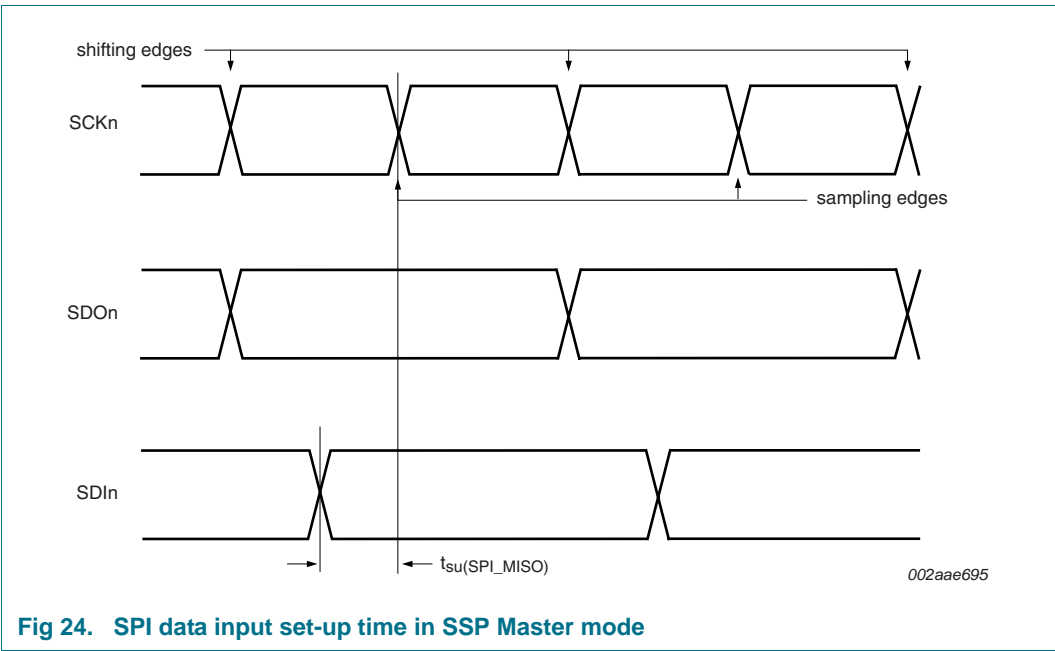 shifting edges
SCKn
sampling edges
SDOn
SDIn
tsu(SPI_MISO)
002aae695
Fig 24. SPI data input set-up time in SSP Master mode